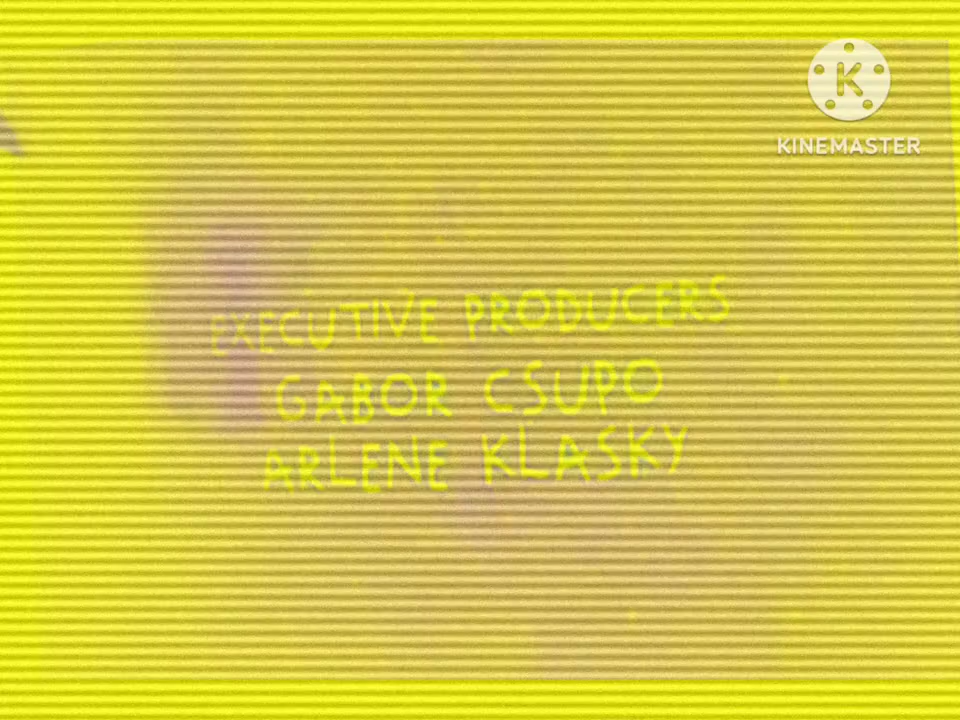 K
KINEMASTER
EXECUTIVE PRODUCERS
GABOR CSUPO
ARLENE KLASKY